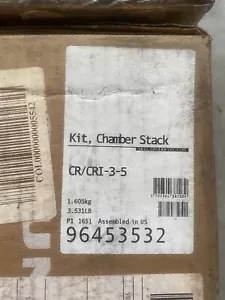 Kit, Chamber Stack
CR/CRI-3-5
1.605kg
3.531LB
P1 1651 Assembled in US
96453532